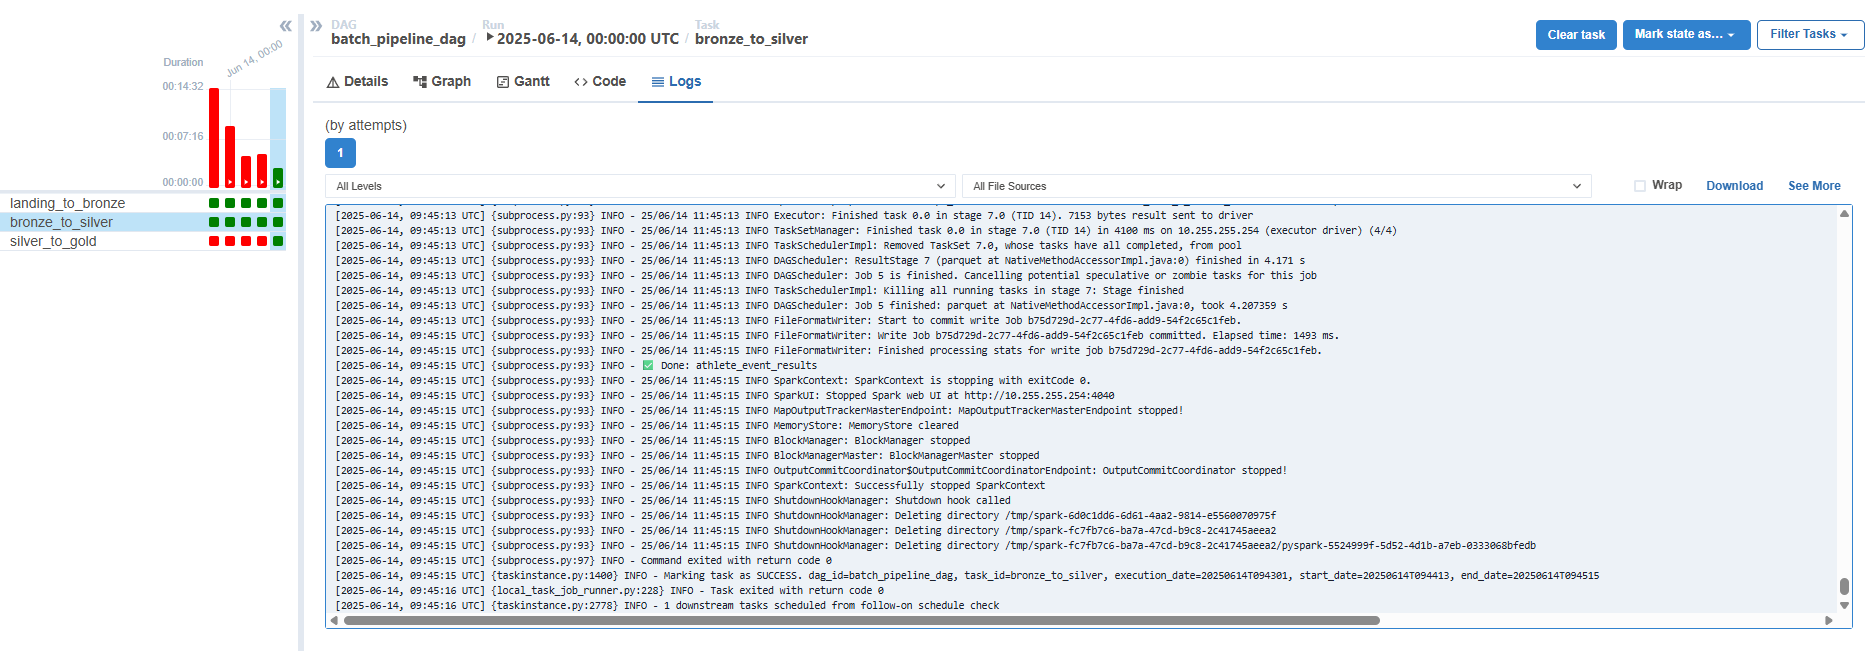 Duration
Jun 14, 00:00
00:14:32
00:07:16
00:00:00
landing_to_bronze
bronze_to_silver
silver_to_gold
DAG
batch_pipeline_dag
/
Run
2025-06-14, 00:00:00 UTC
/
Task
bronze_to_silver
Clear task
Mark state as...
Filter Tasks
Details
Graph
Gantt
Code
Logs
(by attempts)
1
All Levels
All File Sources
Wrap
Download
See More
[2025-06-14, 09:45:13 UTC] {subprocess.py:93} INFO - 25/06/14 11:45:13 INFO Executor: Finished task 0.0 in stage 7.0 (TID 14). 7153 bytes result sent to driver
[2025-06-14, 09:45:13 UTC] {subprocess.py:93} INFO - 25/06/14 11:45:13 INFO TaskSetManager: Finished task 0.0 in stage 7.0 (TID 14) in 4100 ms on 10.255.255.254 (executor driver) (4/4)
[2025-06-14, 09:45:13 UTC] {subprocess.py:93} INFO - 25/06/14 11:45:13 INFO TaskSchedulerImpl: Removed TaskSet 7.0, whose tasks have all completed, from pool
[2025-06-14, 09:45:13 UTC] {subprocess.py:93} INFO - 25/06/14 11:45:13 INFO DAGScheduler: ResultStage 7 (parquet at NativeMethodAccessorImpl.java:0) finished in 4.171 s
[2025-06-14, 09:45:13 UTC] {subprocess.py:93} INFO - 25/06/14 11:45:13 INFO DAGScheduler: Job 5 is finished. Cancelling potential speculative or zombie tasks for this job
[2025-06-14, 09:45:13 UTC] {subprocess.py:93} INFO - 25/06/14 11:45:13 INFO TaskSchedulerImpl: Killing all running tasks in stage 7: Stage finished
[2025-06-14, 09:45:13 UTC] {subprocess.py:93} INFO - 25/06/14 11:45:13 INFO DAGScheduler: Job 5 finished: parquet at NativeMethodAccessorImpl.java:0, took 4.207359 s
[2025-06-14, 09:45:13 UTC] {subprocess.py:93} INFO - 25/06/14 11:45:13 INFO FileFormatWriter: Start to commit write Job b75d729d-2c77-4fd6-add9-54f2c65c1feb.
[2025-06-14, 09:45:15 UTC] {subprocess.py:93} INFO - 25/06/14 11:45:15 INFO FileFormatWriter: Write Job b75d729d-2c77-4fd6-add9-54f2c65c1feb committed. Elapsed time: 1493 ms.
[2025-06-14, 09:45:15 UTC] {subprocess.py:93} INFO - 25/06/14 11:45:15 INFO FileFormatWriter: Finished processing stats for write job b75d729d-2c77-4fd6-add9-54f2c65c1feb.
[2025-06-14, 09:45:15 UTC] {subprocess.py:93} INFO - ✅ Done: athlete_event_results
[2025-06-14, 09:45:15 UTC] {subprocess.py:93} INFO - 25/06/14 11:45:15 INFO SparkContext: SparkContext is stopping with exitCode 0.
[2025-06-14, 09:45:15 UTC] {subprocess.py:93} INFO - 25/06/14 11:45:15 INFO SparkUI: Stopped Spark web UI at http://10.255.255.254:4040
[2025-06-14, 09:45:15 UTC] {subprocess.py:93} INFO - 25/06/14 11:45:15 INFO MapOutputTrackerMasterEndpoint: MapOutputTrackerMasterEndpoint stopped!
[2025-06-14, 09:45:15 UTC] {subprocess.py:93} INFO - 25/06/14 11:45:15 INFO MemoryStore: MemoryStore cleared
[2025-06-14, 09:45:15 UTC] {subprocess.py:93} INFO - 25/06/14 11:45:15 INFO BlockManager: BlockManager stopped
[2025-06-14, 09:45:15 UTC] {subprocess.py:93} INFO - 25/06/14 11:45:15 INFO BlockManagerMaster: BlockManagerMaster stopped
[2025-06-14, 09:45:15 UTC] {subprocess.py:93} INFO - 25/06/14 11:45:15 INFO OutputCommitCoordinator$OutputCommitCoordinatorEndpoint: OutputCommitCoordinator stopped!
[2025-06-14, 09:45:15 UTC] {subprocess.py:93} INFO - 25/06/14 11:45:15 INFO SparkContext: Successfully stopped SparkContext
[2025-06-14, 09:45:15 UTC] {subprocess.py:93} INFO - 25/06/14 11:45:15 INFO ShutdownHookManager: Shutdown hook called
[2025-06-14, 09:45:15 UTC] {subprocess.py:93} INFO - 25/06/14 11:45:15 INFO ShutdownHookManager: Deleting directory /tmp/spark-6d0c1dd6-6d61-4aa2-9814-e5560070975f
[2025-06-14, 09:45:15 UTC] {subprocess.py:93} INFO - 25/06/14 11:45:15 INFO ShutdownHookManager: Deleting directory /tmp/spark-fc7fb7c6-ba7a-47cd-b9c8-2c41745aeea2
[2025-06-14, 09:45:15 UTC] {subprocess.py:93} INFO - 25/06/14 11:45:15 INFO ShutdownHookManager: Deleting directory /tmp/spark-fc7fb7c6-ba7a-47cd-b9c8-2c41745aeea2/pyspark-5524999f-5d52-4d1b-a7eb-0333068bfedb
[2025-06-14, 09:45:15 UTC] {subprocess.py:97} INFO - Command exited with return code 0
[2025-06-14, 09:45:15 UTC] {taskinstance.py:1400} INFO - Marking task as SUCCESS. dag_id=batch_pipeline_dag, task_id=bronze_to_silver, execution_date=20250614T094301, start_date=20250614T094413, end_date=20250614T094515
[2025-06-14, 09:45:16 UTC] {local_task_job_runner.py:228} INFO - Task exited with return code 0
[2025-06-14, 09:45:16 UTC] {taskinstance.py:2778} INFO - 1 downstream tasks scheduled from follow-on schedule check